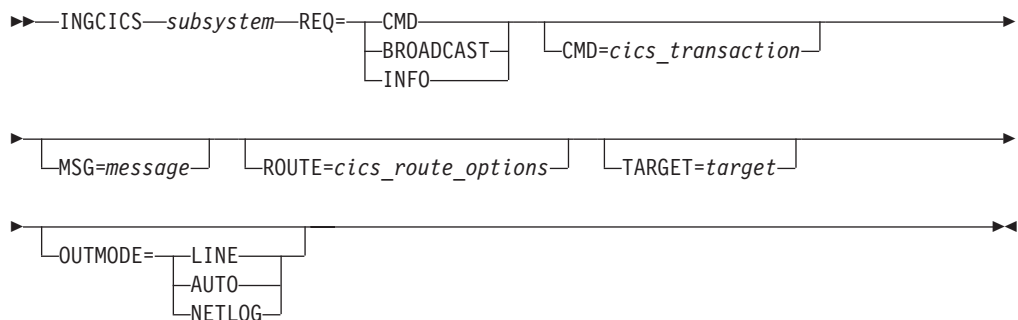 INGCICS subsystem REQ= CMD CMD=cics_transaction
BROADCAST
INFO
MSG=message ROUTE=cics_route_options TARGET=target
OUTMODE= LINE
AUTO
NETLOG